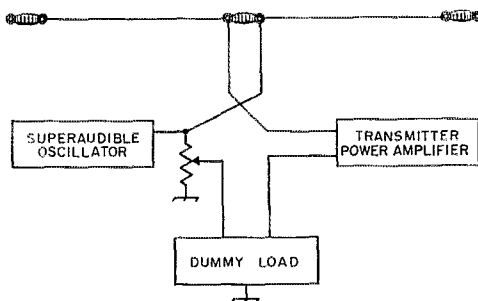 SUPERAUDIBLE
OSCILLATOR
TRANSMITTER
POWER AMPLIFIER
DUMMY LOAD